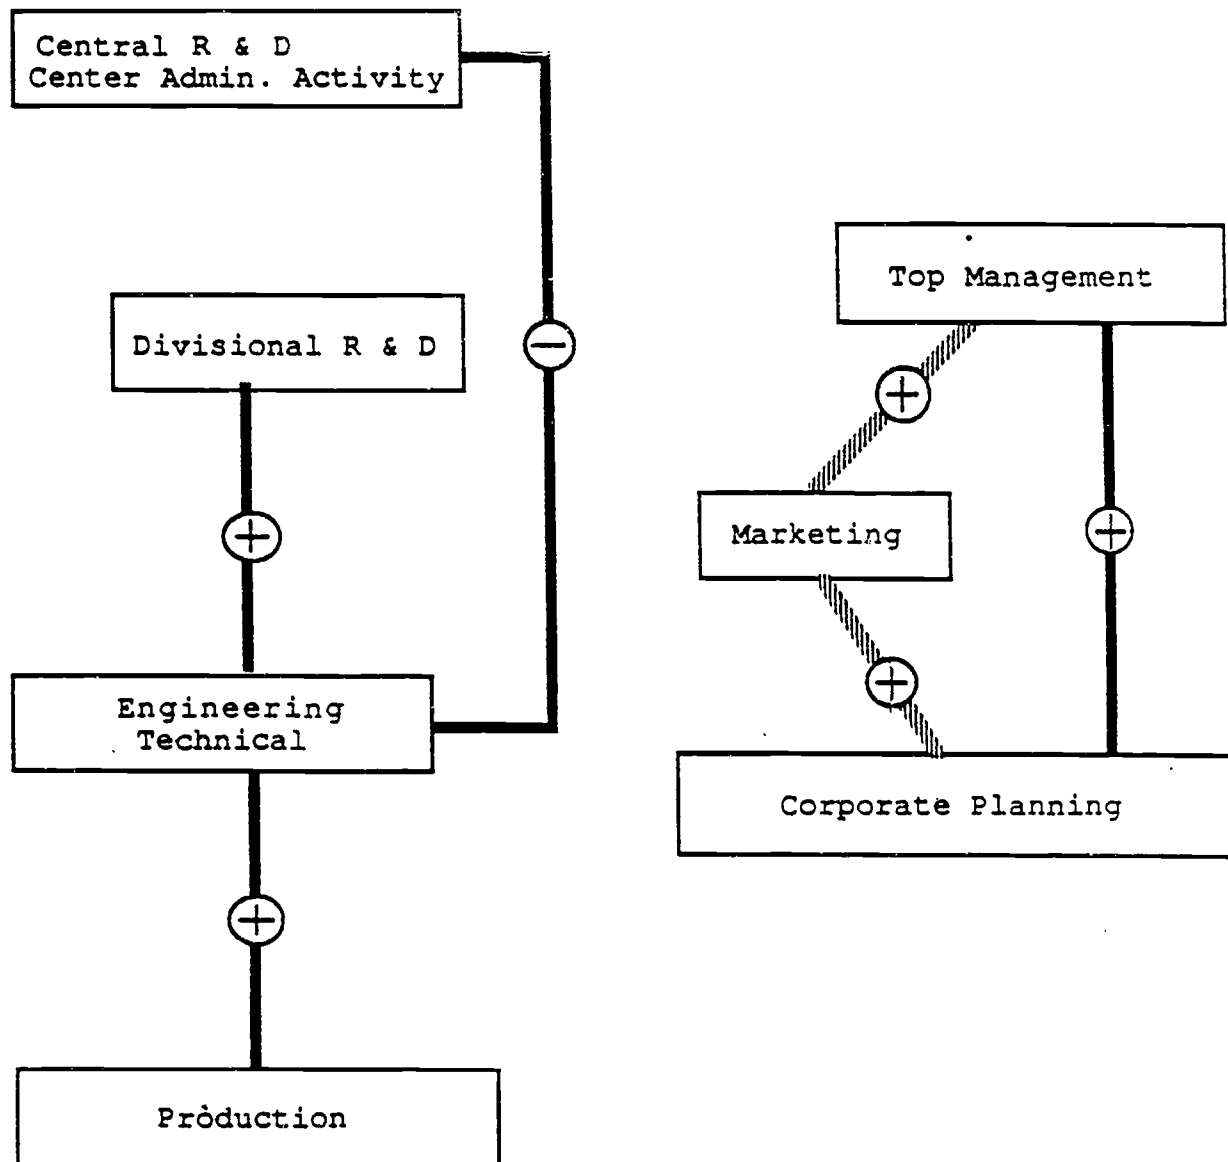 Central R & D
Center Admin. Activity
Divisional R & D
−
Top Management
+
Marketing
+
+
+
Engineering
Technical
+
Corporate Planning
+
Pròduction